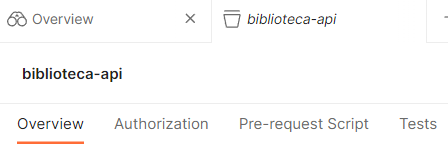 Overview biblioteca-api
biblioteca-api
Overview Authorization Pre-request Script Tests